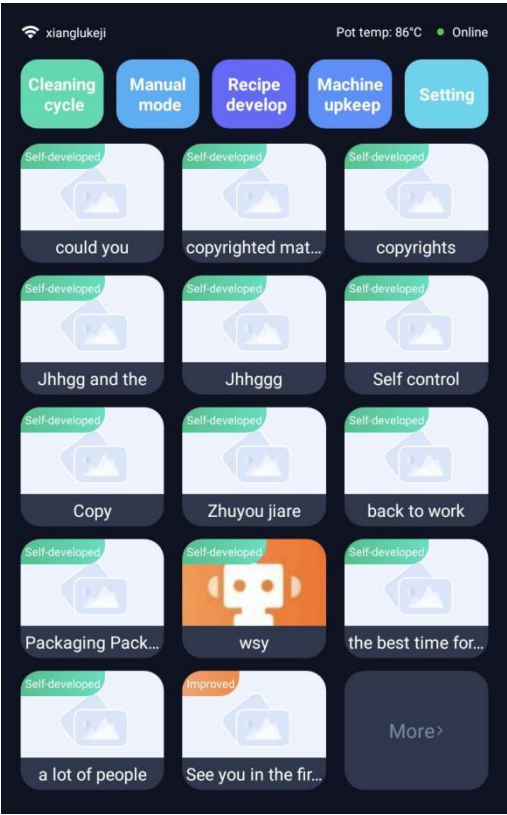 xianglukeji
Pot temp: 86°C
Online
Cleaning
cycle
Manual
mode
Recipe
develop
Machine
upkeep
Setting
Self-developed
Self-developed
Self-developed
could you
copyrighted mat...
copyrights
Self-developed
Self-developed
Self-developed
Jhhgg and the
Jhhggg
Self control
Self-developed
Self-developed
Self-developed
Copy
Zhuyou jiare
back to work
Self-developed
Self-developed
Self-developed
Packaging Pack...
wsy
the best time for...
Self-developed
Improved
a lot of people
See you in the fir...
More>